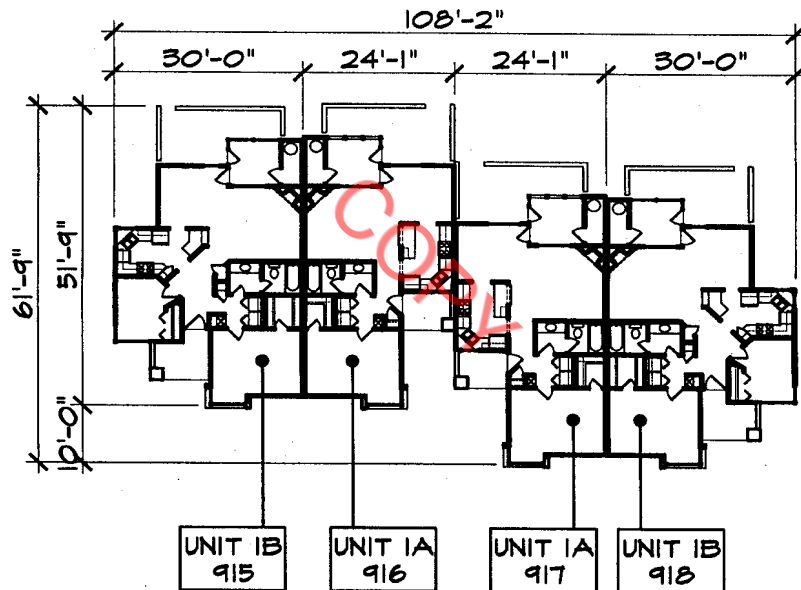 108'-2"
30'-0"
24'-1"
24'-1"
30'-0"
61'-9"
51'-9"
10'-0"
COPY
UNIT 1B
915
UNIT 1A
916
UNIT 1A
917
UNIT 1B
918